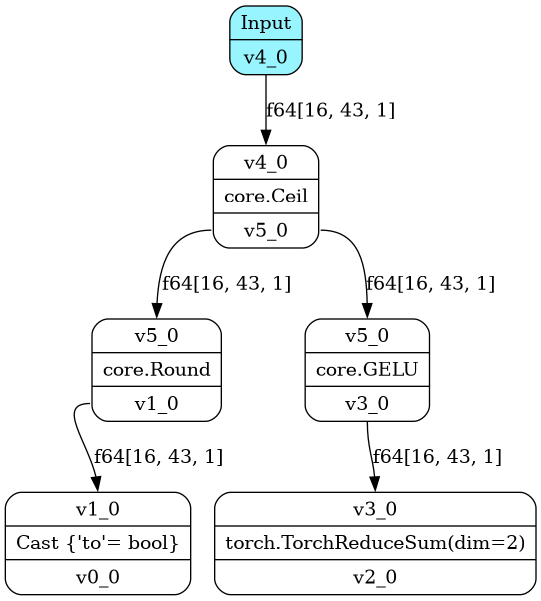 Input
v4_0
f64[16, 43, 1]
v4_0
core.Ceil
v5_0
f64[16, 43, 1]
f64[16, 43, 1]
v5_0
core.Round
v1_0
v5_0
core.GELU
v3_0
f64[16, 43, 1]
f64[16, 43, 1]
v1_0
Cast {'to'= bool}
v0_0
v3_0
torch.TorchReduceSum(dim=2)
v2_0